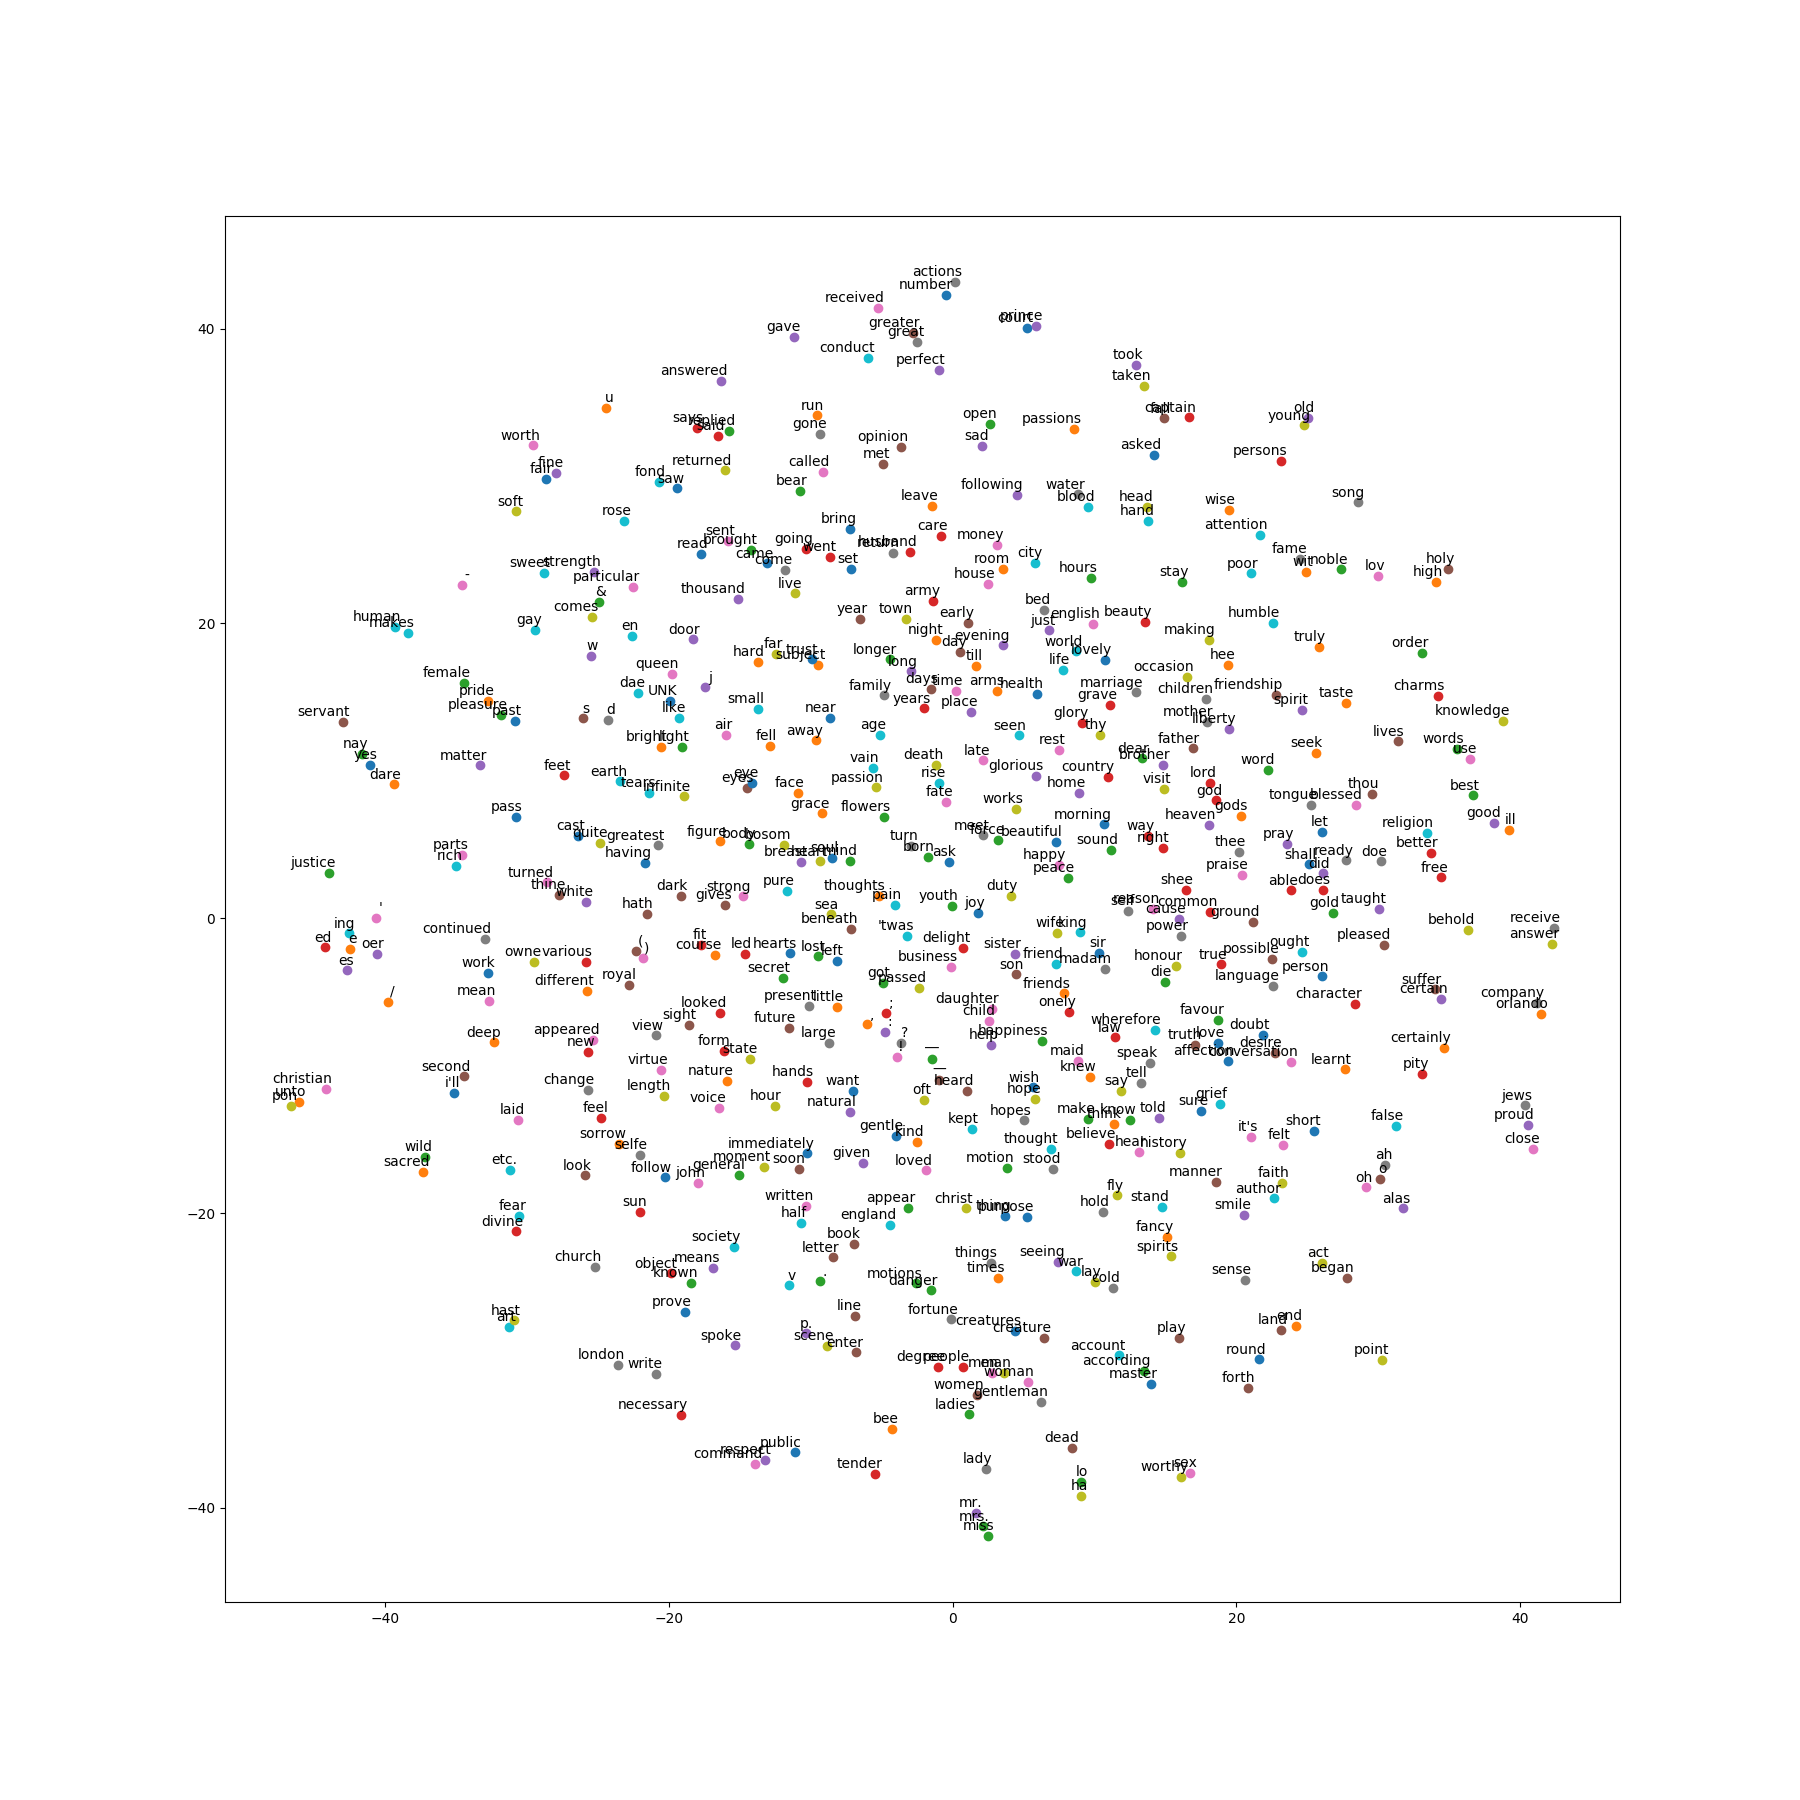 actions
number
received
prince
court
greater
gave
great
conduct
perfect
took
answered
taken
u
run
captain
fall
old
says
replied
said
gone
open
passions
young
worth
opinion
sad
asked
persons
fine
fair
fond
saw
returned
called
met
bear
following
water
blood
head
hand
wise
song
soft
leave
rose
bring
care
attention
sent
brought
read
going
went
return
husband
money
came
come
set
room
city
fame
wit
noble
lov
holy
high
sweet
strength
-
particular
thousand
live
house
hours
stay
poor
&
comes
army
bed
human
makes
gay
en
door
year
town
early
just
english
beauty
humble
w
night
day
evening
world
lovely
making
truly
hard
far
trust
subject
longer
long
till
life
hee
order
female
queen
occasion
pride
dae
UNK
j
small
family
days
time
arms
health
marriage
children
friendship
charms
pleasure
past
years
place
grave
spirit
taste
servant
s
d
like
near
glory
mother
liberty
knowledge
bright
light
air
fell
away
age
seen
thy
lives
nay
yes
matter
death
late
rest
dear
brother
father
seek
words
use
dare
feet
earth
tears
infinite
eyes
eye
face
vain
passion
rise
glorious
country
home
visit
lord
word
thou
pass
grace
flowers
fate
works
god
gods
tongue
blessed
best
cast
quite
greatest
figure
body
bosom
turn
born
meet
force
beautiful
morning
way
right
heaven
let
good
ill
religion
parts
rich
having
breast
heart
soul
mind
ask
happy
peace
sound
thee
pray
shall
ready
doe
better
justice
turned
thine
white
dark
gives
strong
pure
thoughts
pain
duty
shee
praise
did
able
does
free
'
hath
sea
youth
joy
self
reason
common
cause
ground
gold
taught
ing
ed
e
oer
es
continued
(
)
fit
course
led
hearts
lost
left
beneath
'twas
delight
wife
king
power
possible
ought
pleased
behold
receive
answer
work
owne
various
secret
business
sister
friend
sir
madam
honour
true
person
/
mean
different
royal
got
passed
son
friends
die
language
suffer
certain
company
orlando
looked
present
little
;
daughter
child
onely
character
deep
appeared
new
view
sight
future
,
:
large
?
!
happiness
help
law
wherefore
favour
truth
love
doubt
certainly
form
state
—
affection
desire
conversation
second
i'll
virtue
nature
hands
—
heard
wish
hope
maid
knew
speak
tell
learnt
pity
christian
unto
pon
change
length
voice
hour
want
natural
oft
say
grief
jews
laid
feel
gentle
kind
kept
hopes
make
think
know
told
sure
it's
short
false
proud
sorrow
selfe
immediately
thought
believe
hear
history
felt
close
wild
sacred
etc.
look
follow
john
general
moment
soon
given
loved
motion
stood
manner
faith
ah
o
oh
fear
divine
sun
written
half
appear
england
christ
thing
purpose
fly
hold
stand
author
smile
alas
church
society
book
letter
fancy
spirits
object
known
means
v
.
motions
danger
things
times
seeing
war
lay
cold
sense
act
began
hast
art
prove
line
fortune
creatures
creature
land
end
spoke
p.
scene
enter
play
london
write
degree
people
men
man
woman
account
according
master
round
point
necessary
women
ladies
gentleman
forth
bee
command
respect
public
dead
tender
lady
lo
ha
worthy
sex
mr.
mrs.
miss
40
20
0
−20
−40
−40
−20
0
20
40